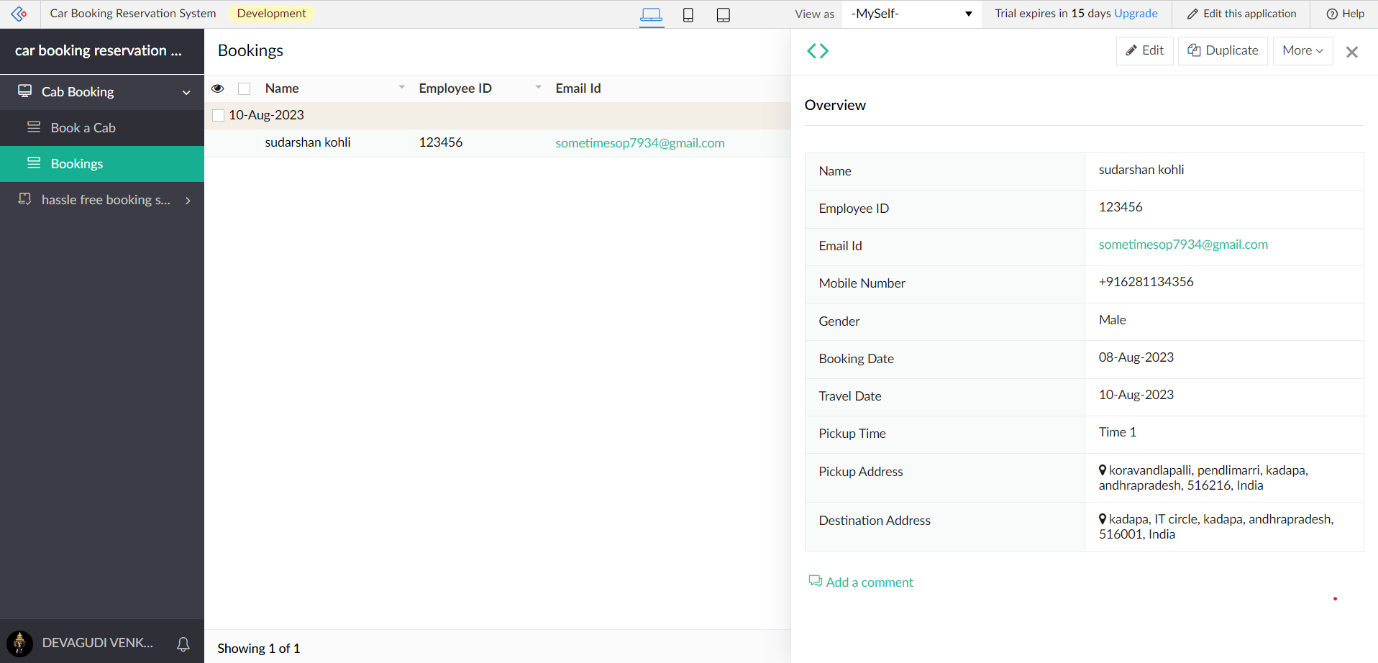 Car Booking Reservation System
Development
View as
-MySelf-
Trial expires in 15 days Upgrade
Edit this application
Help
car booking reservation ...
Cab Booking
Book a Cab
Bookings
hassle free booking s...
DEVAGUDI VENK...
Bookings
Name Employee ID Email Id
10-Aug-2023
sudarshan kohli 123456 sometimesop7934@gmail.com
Showing 1 of 1
Edit Duplicate More
Overview
Name sudarshan kohli
Employee ID 123456
Email Id sometimesop7934@gmail.com
Mobile Number +916281134356
Gender Male
Booking Date 08-Aug-2023
Travel Date 10-Aug-2023
Pickup Time Time 1
Pickup Address koravandlapalli, pendlimarri, kadapa,
andhrapradesh, 516216, India
Destination Address kadapa, IT circle, kadapa, andhrapradesh,
516001, India
Add a comment